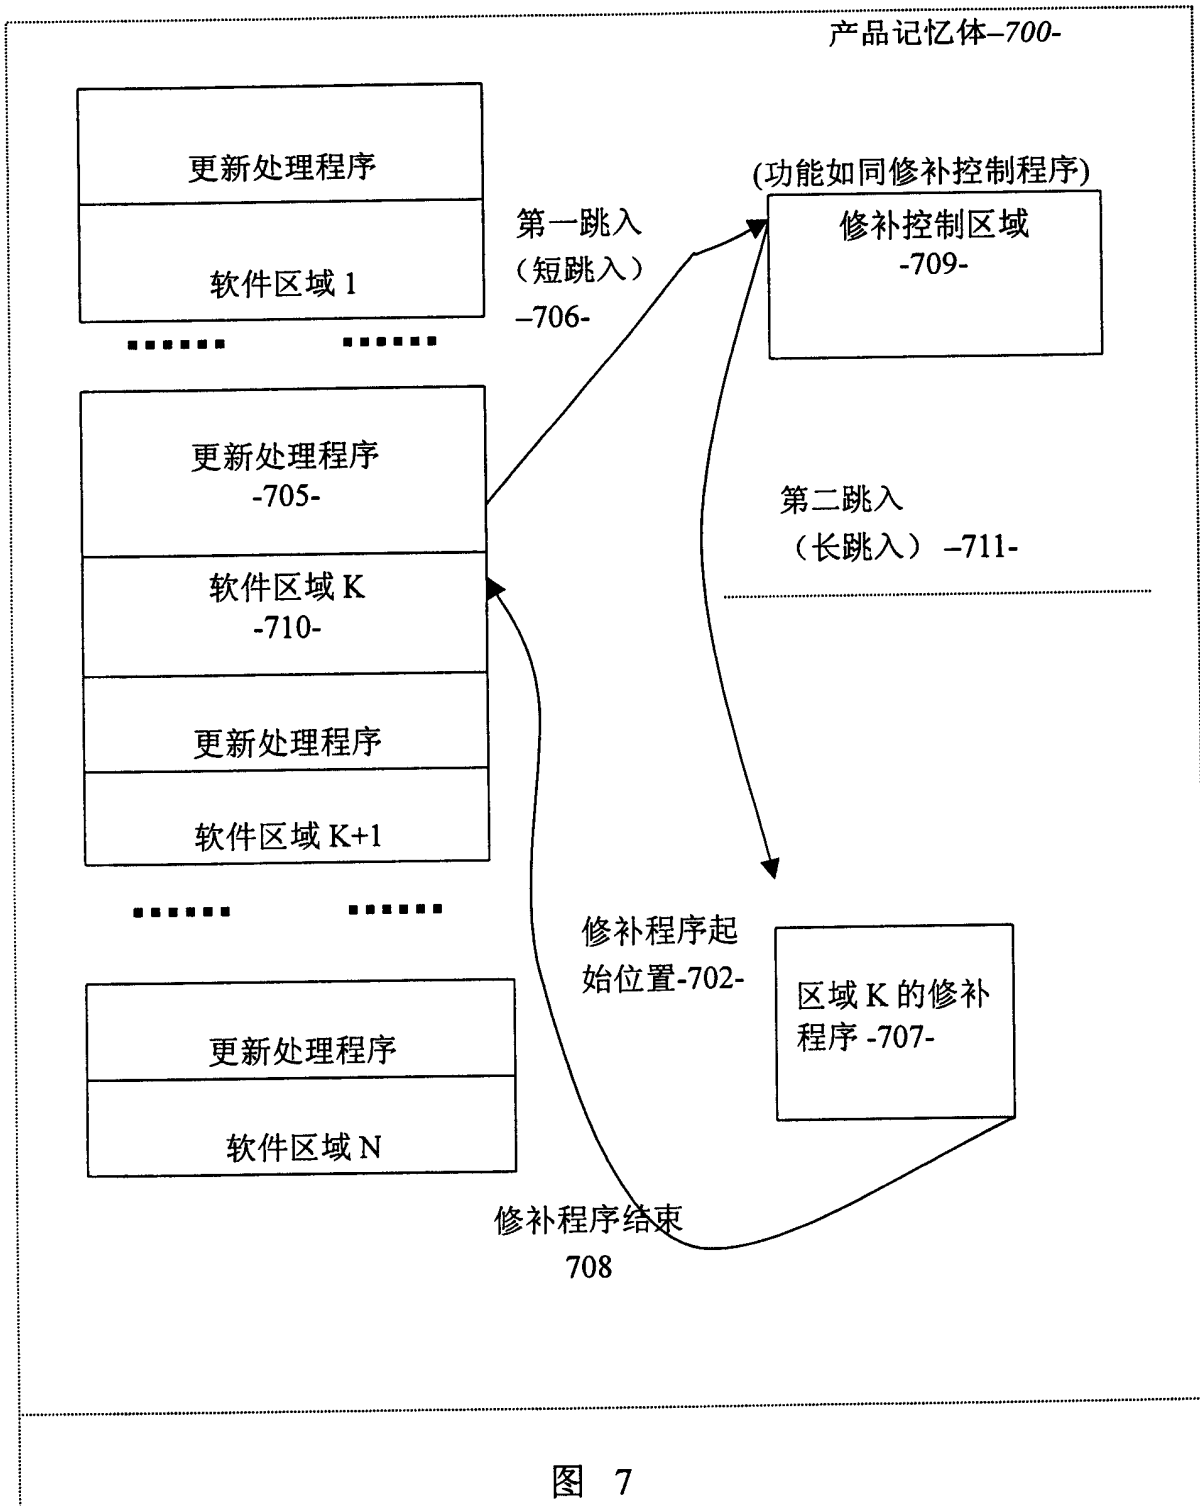 产品记忆体–700-
更新处理程序
软件区域 1
第一跳入
（短跳入）
–706-
(功能如同修补控制程序)
修补控制区域
-709-
更新处理程序
-705-
软件区域 K
-710-
更新处理程序
软件区域 K+1
第二跳入
（长跳入） –711-
修补程序起
始位置-702-
区域 K 的修补
程序 -707-
更新处理程序
软件区域 N
修补程序结束
708
图 7